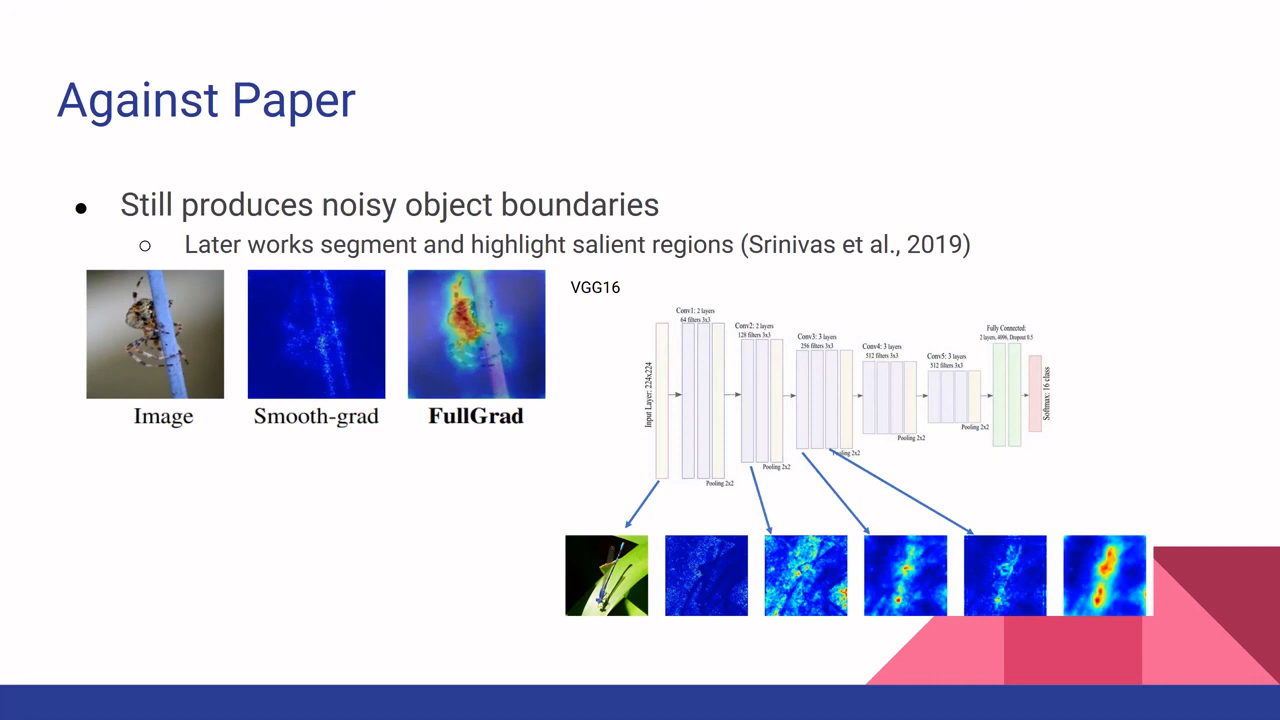 Against Paper
Still produces noisy object boundaries
Later works segment and highlight salient regions (Srinivas et al., 2019)
Image
Smooth-grad
FullGrad
VGG16
Input Layer: 224x224
Conv1: 2 layers
64 filters 3x3
Pooling 2x2
Conv2: 2 layers
128 filters 3x3
Pooling 2x2
Conv3: 3 layers
256 filters 3x3
Pooling 2x2
Conv4: 3 layers
512 filters 3x3
Pooling 2x2
Conv5: 3 layers
512 filters 3x3
Pooling 2x2
Fully Connected:
2 layers, 4096, Dropout 0.5
Softmax: 16 class